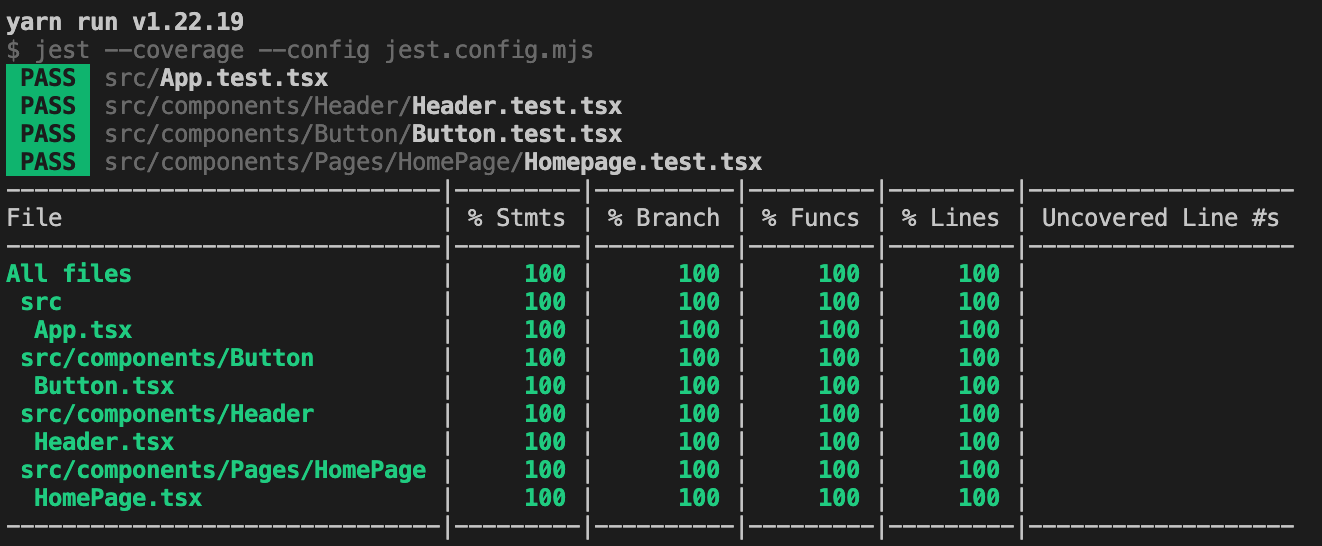 yarn run v1.22.19
$ jest --coverage --config jest.config.mjs
PASS src/App.test.tsx
PASS src/components/Header/Header.test.tsx
PASS src/components/Button/Button.test.tsx
PASS src/components/Pages/HomePage/Homepage.test.tsx
-------------------------------|---------|----------|---------|---------|-------------------
File | % Stmts | % Branch | % Funcs | % Lines | Uncovered Line #s
-------------------------------|---------|----------|---------|---------|-------------------
All files | 100 | 100 | 100 | 100 |
src | 100 | 100 | 100 | 100 |
App.tsx | 100 | 100 | 100 | 100 |
src/components/Button | 100 | 100 | 100 | 100 |
Button.tsx | 100 | 100 | 100 | 100 |
src/components/Header | 100 | 100 | 100 | 100 |
Header.tsx | 100 | 100 | 100 | 100 |
src/components/Pages/HomePage | 100 | 100 | 100 | 100 |
HomePage.tsx | 100 | 100 | 100 | 100 |
-------------------------------|---------|----------|---------|---------|-------------------